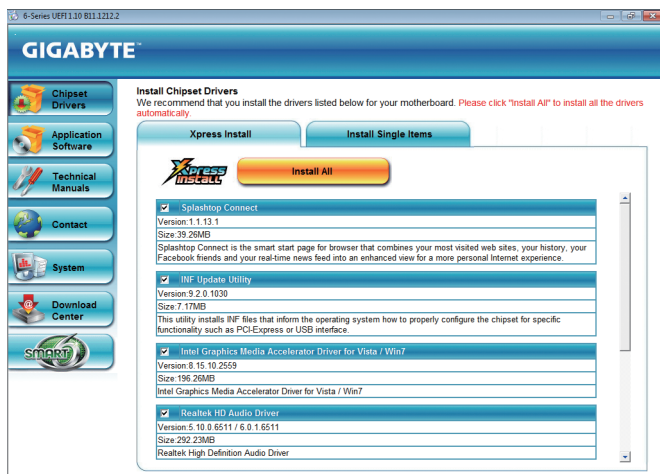 6-Series UEFI 1.10 B11.1212.2
GIGABYTE™
Chipset
Drivers
Application
Software
Technical
Manuals
Contact
System
Download
Center
SMART
Install Chipset Drivers
We recommend that you install the drivers listed below for your motherboard. Please click "Install All" to install all the drivers
automatically.
Xpress Install
Install Single Items
Xpress
INSTALL
Install All
Splashtop Connect
Version:1.1.13.1
Size:39.26MB
Splashtop Connect is the smart start page for browser that combines your most visited web sites, your history, your
Facebook friends and your real-time news feed into an enhanced view for a more personal Internet experience.
INF Update Utility
Version:9.2.0.1030
Size:7.17MB
This utility installs INF files that inform the operating system how to properly configure the chipset for specific
functionality such as PCI-Express or USB interface.
Intel Graphics Media Accelerator Driver for Vista / Win7
Version:8.15.10.2559
Size:196.26MB
Intel Graphics Media Accelerator Driver for Vista / Win7
Realtek HD Audio Driver
Version:5.10.0.6511 / 6.0.1.6511
Size:292.23MB
Realtek High Definition Audio Driver